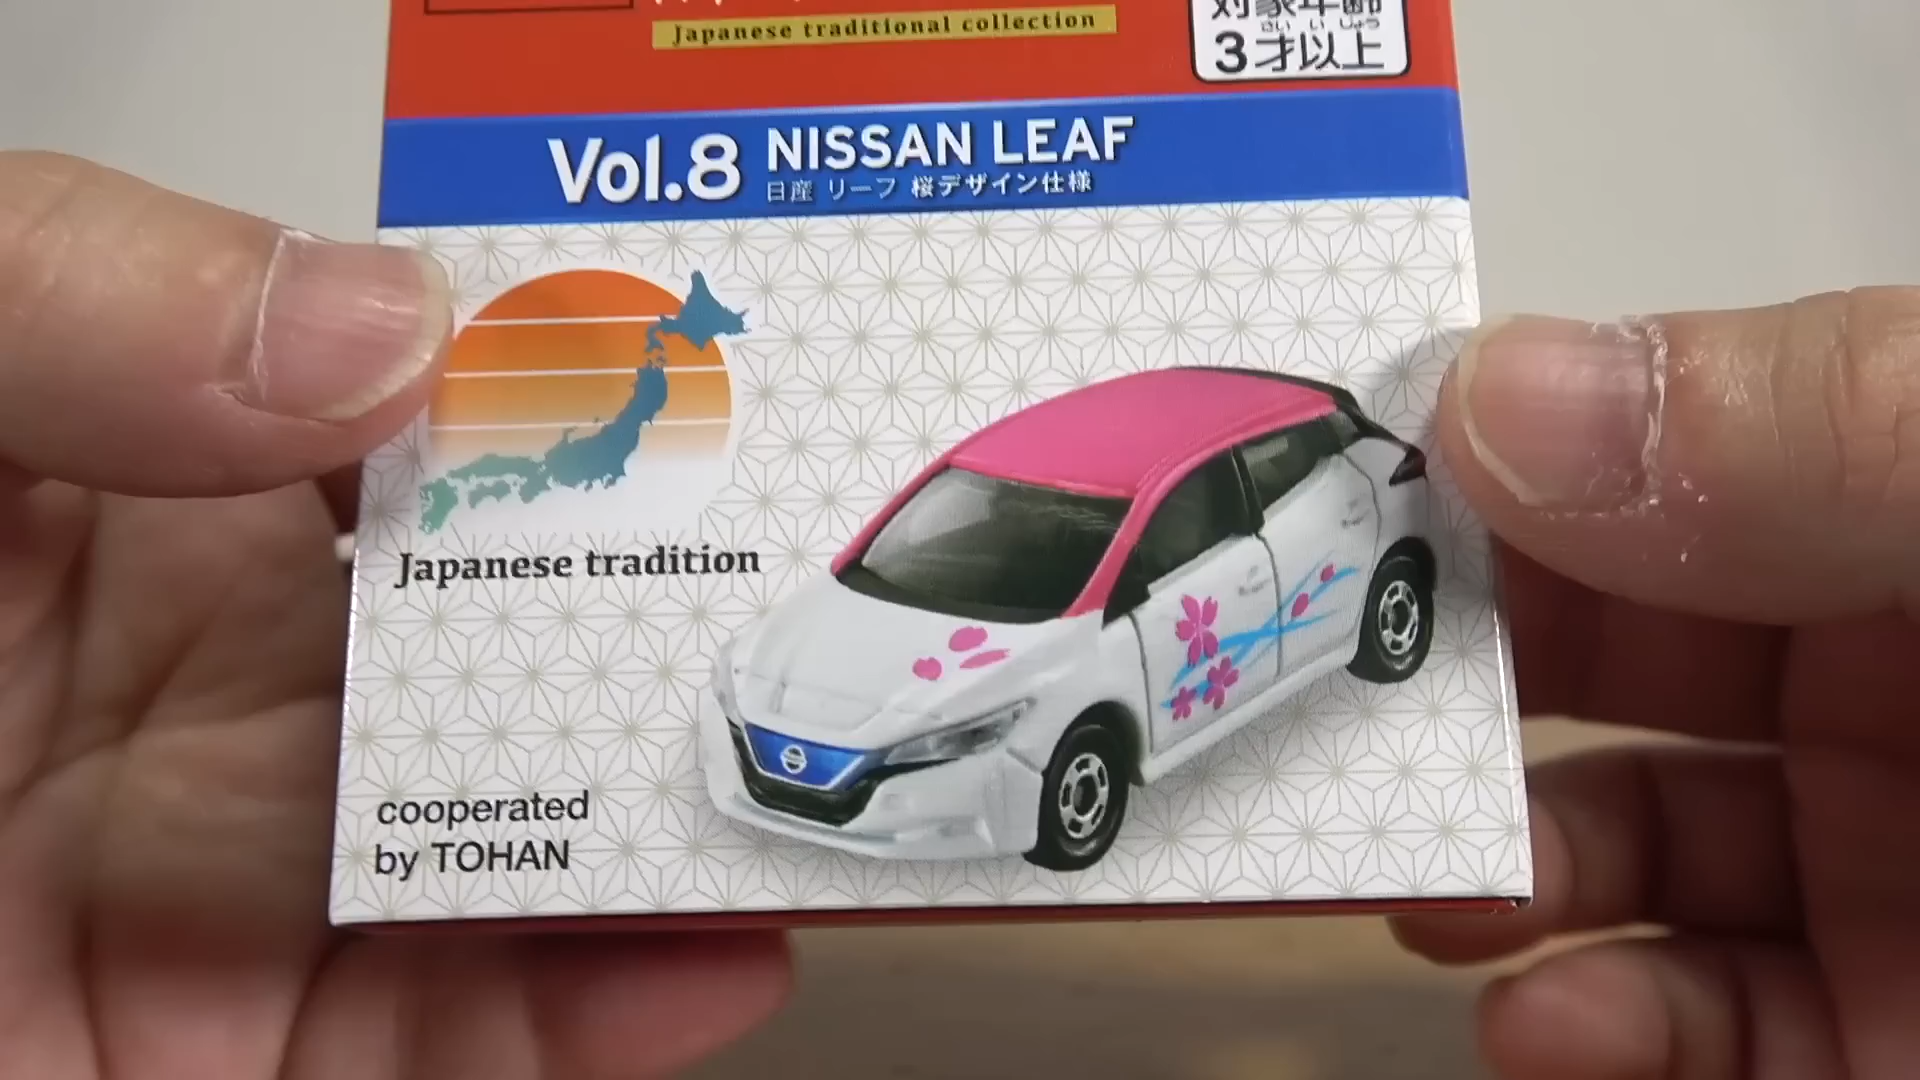 Japanese traditional collection
対象年齢
さい いじょう
3才以上
Vol.8 NISSAN LEAF
日産 リーフ 桜デザイン仕様
Japanese tradition
cooperated
by TOHAN